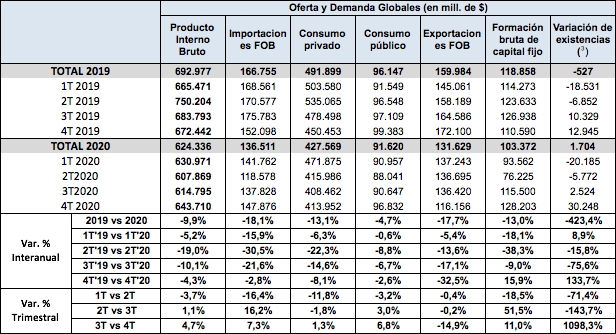 Oferta y Demanda Globales (en mill. de $)
Producto Interno Bruto Importacion es FOB Consumo privado Consumo público Exportacion es FOB Formación bruta de capital fijo Variación de existencias (³)
TOTAL 2019 692.977 166.755 491.899 96.147 159.984 118.858 -527
1T 2019 665.471 168.561 503.580 91.549 145.061 114.273 -18.531
2T 2019 750.204 170.577 535.065 96.548 158.189 123.633 -6.852
3T 2019 683.793 175.783 478.498 97.109 164.586 126.938 10.329
4T 2019 672.442 152.098 450.453 99.383 172.100 110.590 12.945
TOTAL 2020 624.336 136.511 427.569 91.620 131.629 103.372 1.704
1T 2020 630.971 141.762 471.875 90.957 137.243 93.562 -20.185
2T2020 607.869 118.578 415.986 88.041 136.695 76.225 -5.772
3T2020 614.795 137.828 408.462 90.647 136.420 115.500 2.524
4T 2020 643.710 147.876 413.952 96.832 116.156 128.203 30.248
Var. % Interanual
2019 vs 2020 -9,9% -18,1% -13,1% -4,7% -17,7% -13,0% -423,4%
1T'19 vs 1T'20 -5,2% -15,9% -6,3% -0,6% -5,4% -18,1% 8,9%
2T'19 vs 2T'20 -19,0% -30,5% -22,3% -8,8% -13,6% -38,3% -15,8%
3T'19 vs 3T'20 -10,1% -21,6% -14,6% -6,7% -17,1% -9,0% -75,6%
4T'19 vs 4T'20 -4,3% -2,8% -8,1% -2,6% -32,5% 15,9% 133,7%
Var. % Trimestral
1T vs 2T -3,7% -16,4% -11,8% -3,2% -0,4% -18,5% -71,4%
2T vs 3T 1,1% 16,2% -1,8% 3,0% -0,2% 51,5% -143,7%
3T vs 4T 4,7% 7,3% 1,3% 6,8% -14,9% 11,0% 1098,3%